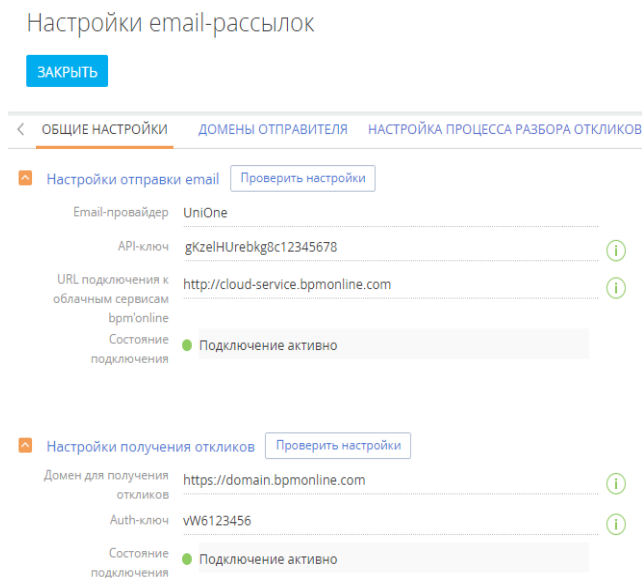 Настройки email-рассылок
ЗАКРЫТЬ
ОБЩИЕ НАСТРОЙКИ ДОМЕНЫ ОТПРАВИТЕЛЯ НАСТРОЙКА ПРОЦЕССА РАЗБОРА ОТКЛИКОВ
Настройки отправки email Проверить настройки
Email-провайдер UniOne
API-ключ gKzelHUrebkg8c12345678
URL подключения к
облачным сервисам
bpm'online
http://cloud-service.bpmonline.com
Состояние
подключения
Подключение активно
Настройки получения откликов Проверить настройки
Домен для получения
откликов
https://domain.bpmonline.com
Auth-ключ vW6123456
Состояние
подключения
Подключение активно